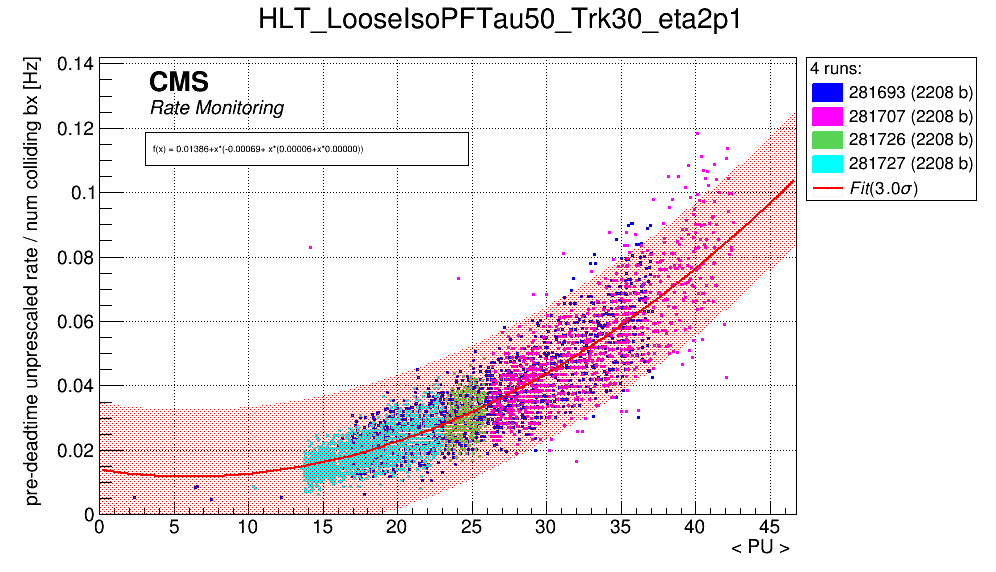 HLT_LooseIsoPFTau50_Trk30_eta2p1
pre-deadtime unprescaled rate / num colliding bx [Hz]
0.14
0.12
0.1
0.08
0.06
0.04
0.02
0
CMS
Rate Monitoring
f(x) = 0.01386+x*(-0.00069+ x*(0.00006+x*0.00000))
0 5 10 15 20 25 30 35 40 45
< PU >
4 runs:
281693 (2208 b)
281707 (2208 b)
281726 (2208 b)
281727 (2208 b)
Fit(3.0σ)